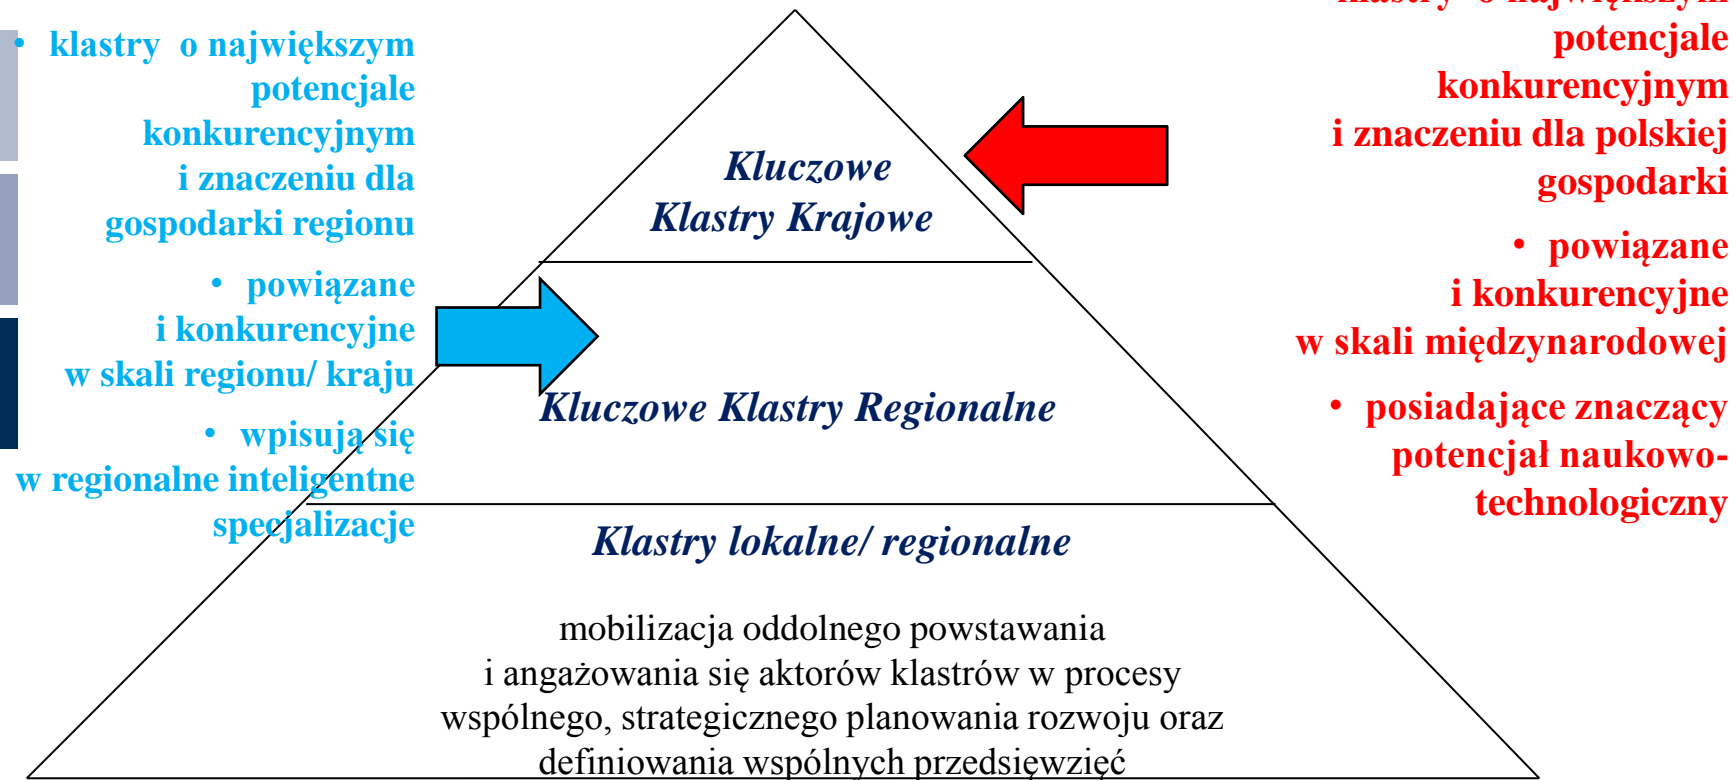 • klastry o największym
potencjale
konkurencyjnym
i znaczeniu dla
gospodarki regionu
• powiązane
i konkurencyjne
w skali regionu/ kraju
• wpisują się
w regionalne inteligentne
specjalizacje
Kluczowe
Klastry Krajowe
Kluczowe Klastry Regionalne
Klastry lokalne/ regionalne
mobilizacja oddolnego powstawania
i angażowania się aktorów klastrów w procesy
wspólnego, strategicznego planowania rozwoju oraz
definiowania wspólnych przedsięwzięć
klastry o największym
potencjale
konkurencyjnym
i znaczeniu dla polskiej
gospodarki
• powiązane
i konkurencyjne
w skali międzynarodowej
• posiadające znaczący
potencjał naukowo-
technologiczny